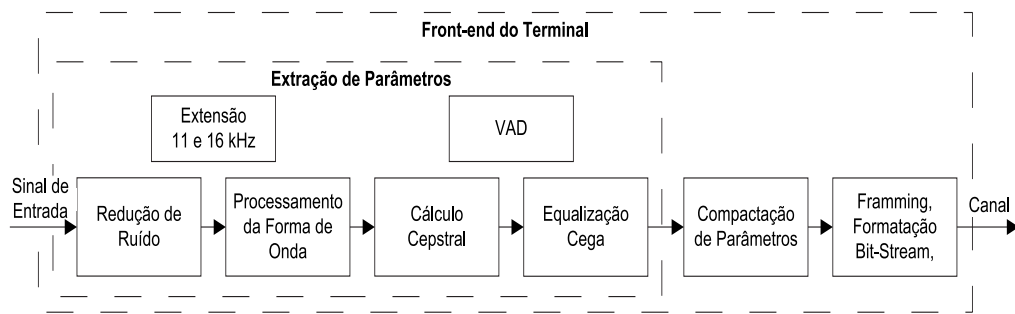 Front-end do Terminal
Extração de Parâmetros
Extensão
11 e 16 kHz
VAD
Sinal de
Entrada
Redução de
Ruído
Processamento
da Forma de
Onda
Cálculo
Cepstral
Equalização
Cega
Compactação
de Parâmetros
Framming,
Formatação
Bit-Stream,
Canal